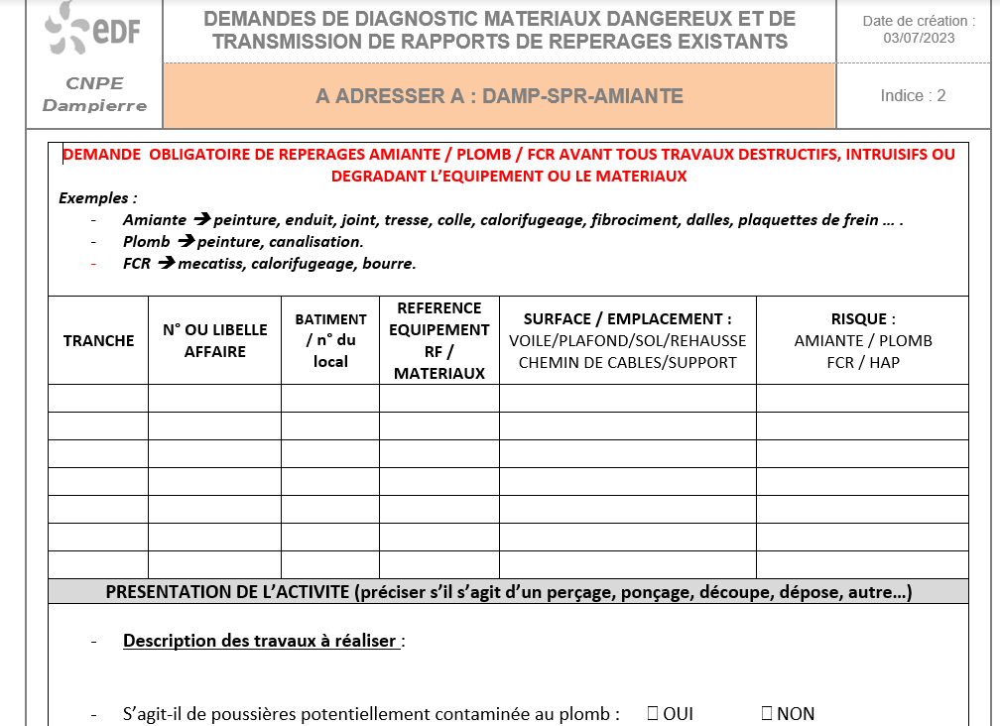 EDF
CNPE
Dampierre
DEMANDES DE DIAGNOSTIC MATERIAUX DANGEREUX ET DE
TRANSMISSION DE RAPPORTS DE REPERAGES EXISTANTS
A ADRESSER A : DAMP-SPR-AMIANTE
Date de création :
03/07/2023
Indice : 2
DEMANDE OBLIGATOIRE DE REPERAGES AMIANTE / PLOMB / FCR AVANT TOUS TRAVAUX DESTRUCTIFS, INTRUISIFS OU
DEGRADANT L’EQUIPEMENT OU LE MATERIAUX
Exemples :
- Amiante ➔ peinture, enduit, joint, tresse, colle, calorifugeage, fibrociment, dalles, plaquettes de frein … .
- Plomb ➔ peinture, canalisation.
- FCR ➔ mecatiss, calorifugeage, bourre.
TRANCHE
N° OU LIBELLE
AFFAIRE
BATIMENT
/ n° du
local
REFERENCE
EQUIPEMENT
RF /
MATERIAUX
SURFACE / EMPLACEMENT :
VOILE/PLAFOND/SOL/REHAUSSE
CHEMIN DE CABLES/SUPPORT
RISQUE :
AMIANTE / PLOMB
FCR / HAP
PRESENTATION DE L’ACTIVITE (préciser s’il s’agit d’un perçage, ponçage, découpe, dépose, autre…)
- Description des travaux à réaliser :
- S’agit-il de poussières potentiellement contaminée au plomb : ☐ OUI ☐ NON